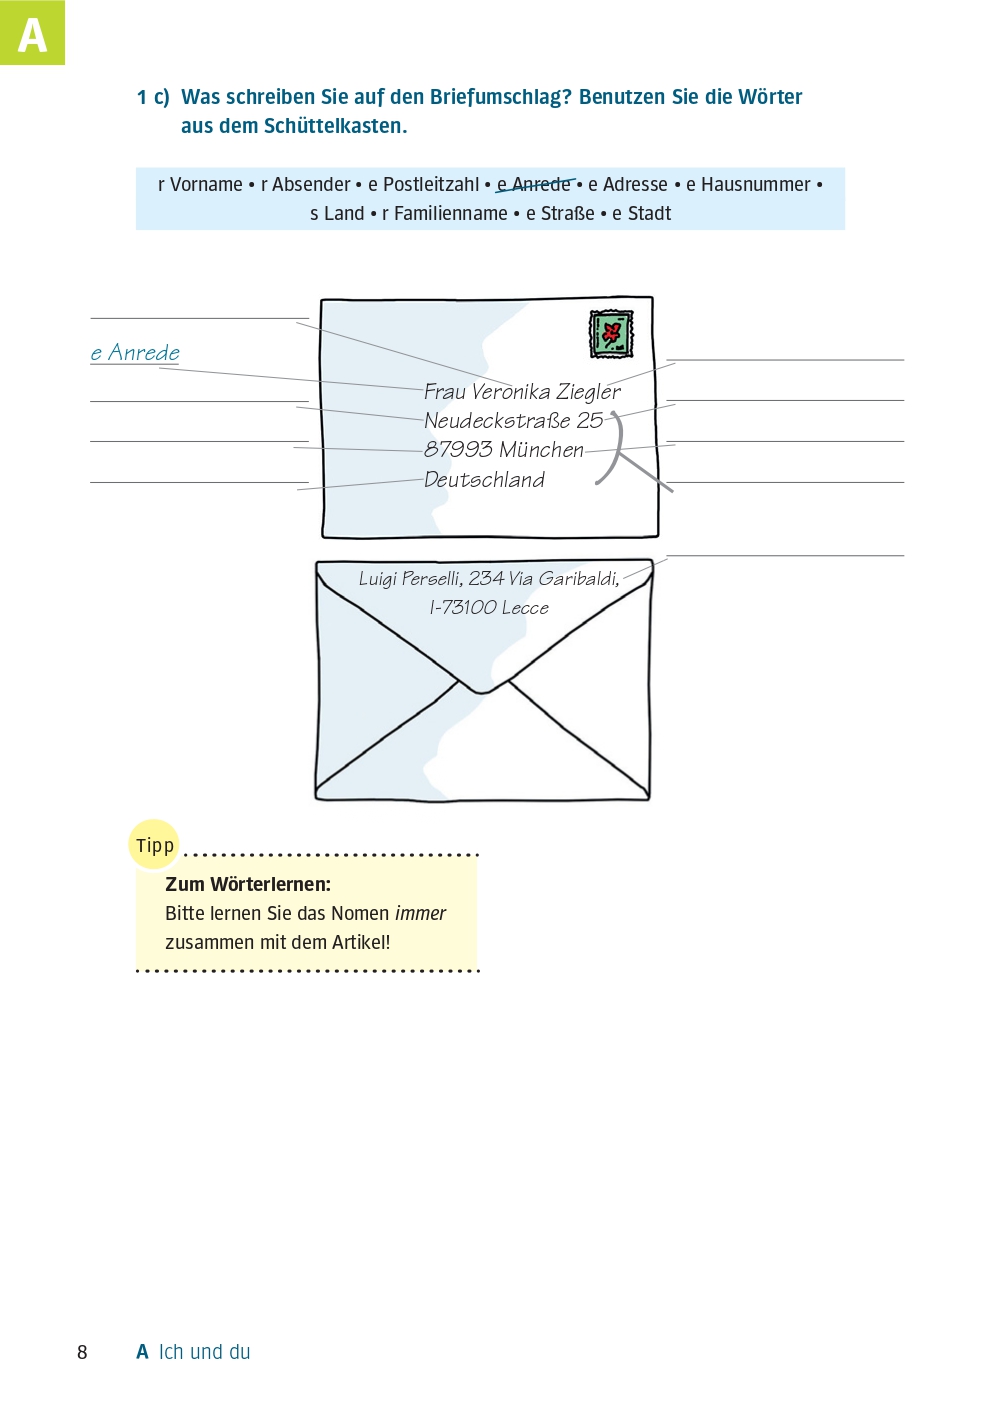 A
1 c) Was schreiben Sie auf den Briefumschlag? Benutzen Sie die Wörter
aus dem Schüttelkasten.
r Vorname • r Absender • e Postleitzahl • e Anrede • e Adresse • e Hausnummer •
s Land • r Familienname • e Straße • e Stadt
e Anrede
Frau Veronika Ziegler
Neudeckstraße 25
87993 München
Deutschland
Luigi Perselli, 234 Via Garibaldi,
I-73100 Lecce
Tipp
Zum Wörterlernen:
Bitte lernen Sie das Nomen immer
zusammen mit dem Artikel!
8 A Ich und du